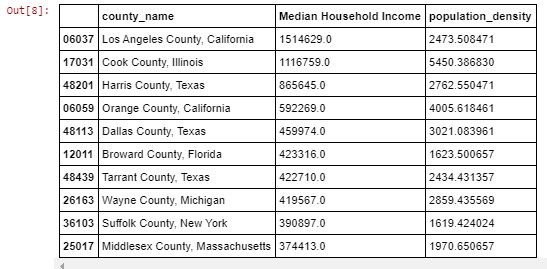 Out[8]:
county_name Median Household Income population_density
06037 Los Angeles County, California 1514629.0 2473.508471
17031 Cook County, Illinois 1116759.0 5450.386830
48201 Harris County, Texas 865645.0 2762.550471
06059 Orange County, California 592269.0 4005.618461
48113 Dallas County, Texas 459974.0 3021.083961
12011 Broward County, Florida 423316.0 1623.500657
48439 Tarrant County, Texas 422710.0 2434.431357
26163 Wayne County, Michigan 419567.0 2859.435569
36103 Suffolk County, New York 390897.0 1619.424024
25017 Middlesex County, Massachusetts 374413.0 1970.650657